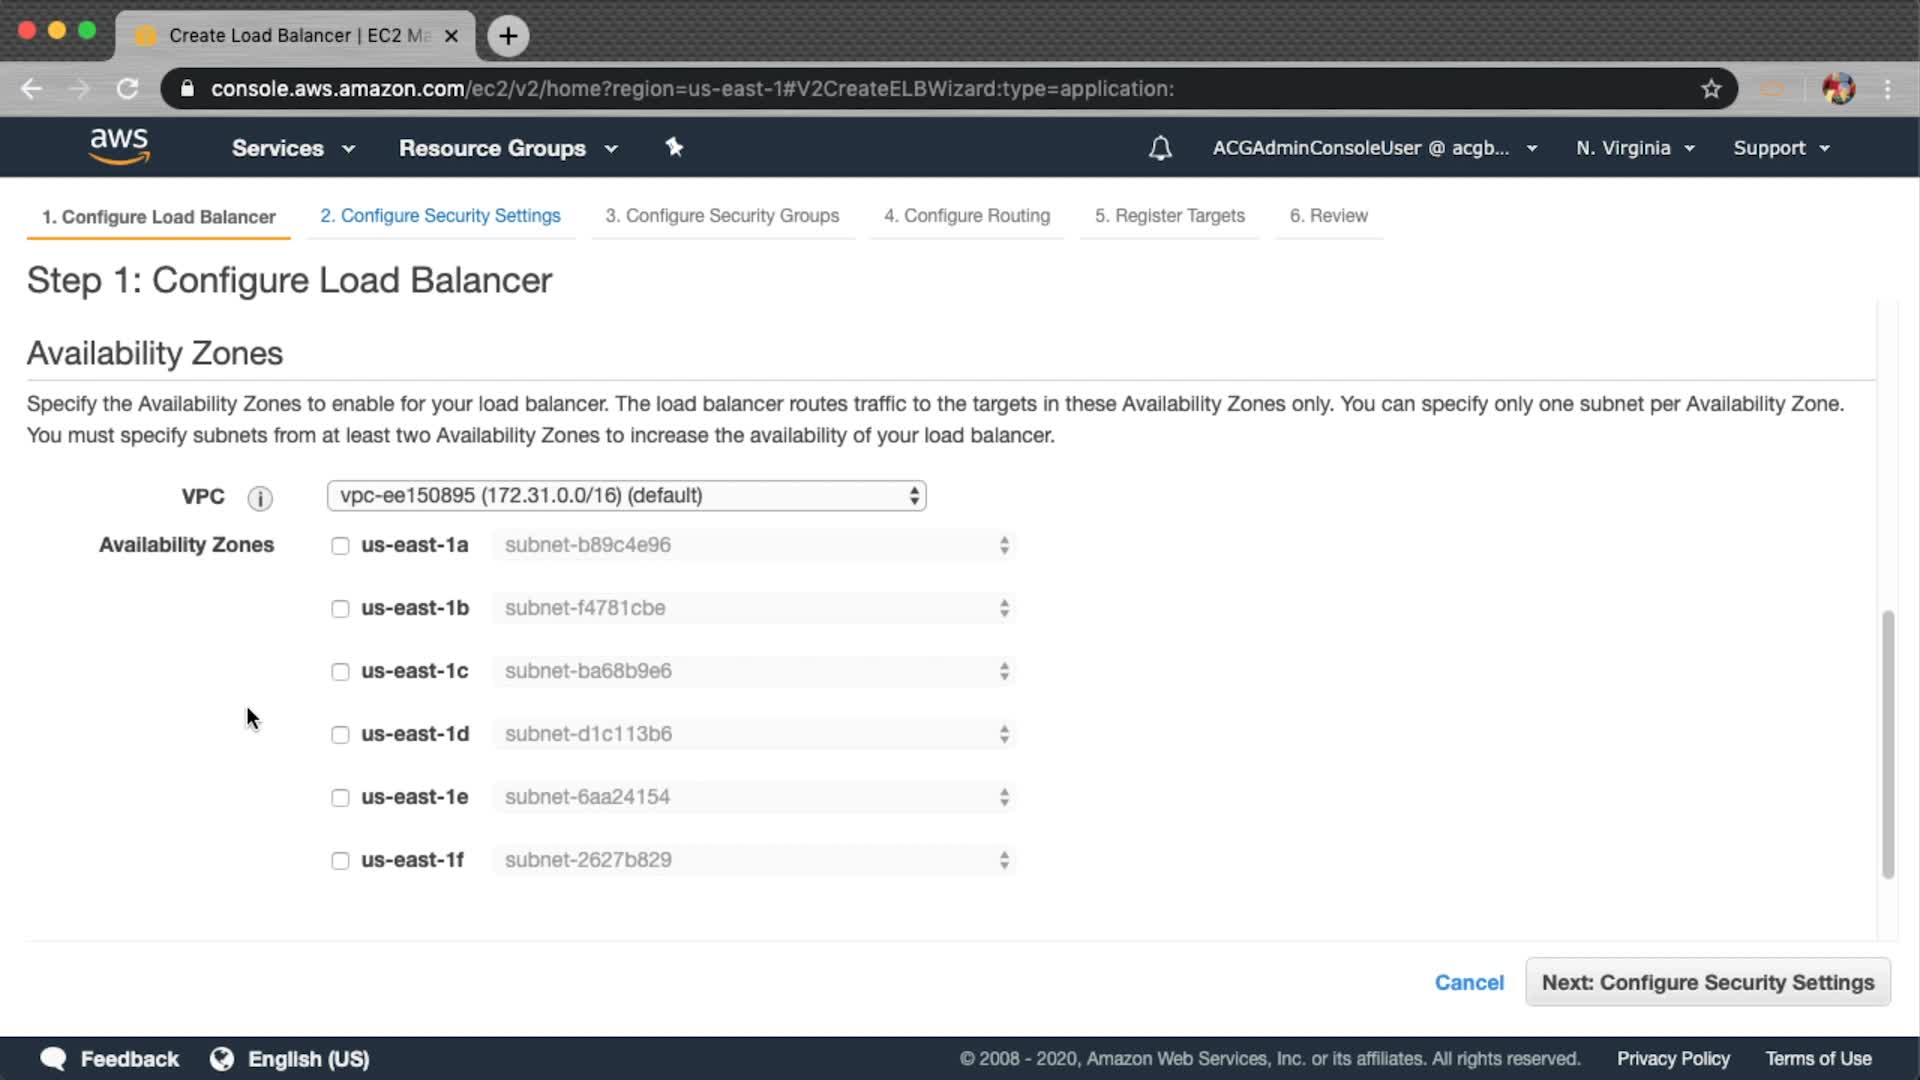 Create Load Balancer | EC2 Ma
console.aws.amazon.com/ec2/v2/home?region=us-east-1#V2CreateELBWizard:type=application:
aws
Services
Resource Groups
ACGAdminConsoleUser @ acgb...
N. Virginia
Support
1. Configure Load Balancer
2. Configure Security Settings
3. Configure Security Groups
4. Configure Routing
5. Register Targets
6. Review
Step 1: Configure Load Balancer
Availability Zones
Specify the Availability Zones to enable for your load balancer. The load balancer routes traffic to the targets in these Availability Zones only. You can specify only one subnet per Availability Zone.
You must specify subnets from at least two Availability Zones to increase the availability of your load balancer.
VPC i vpc-ee150895 (172.31.0.0/16) (default)
Availability Zones us-east-1a subnet-b89c4e96
us-east-1b subnet-f4781cbe
us-east-1c subnet-ba68b9e6
us-east-1d subnet-d1c113b6
us-east-1e subnet-6aa24154
us-east-1f subnet-2627b829
Cancel
Next: Configure Security Settings
Feedback
English (US)
© 2008 - 2020, Amazon Web Services, Inc. or its affiliates. All rights reserved.
Privacy Policy
Terms of Use